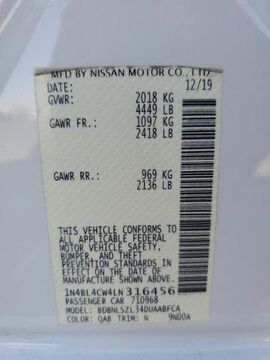 MFD BY NISSAN MOTOR CO., LTD.
DATE: 12/19
GVWR: 2018 KG
4449 LB
GAWR FR: 1097 KG
2418 LB
GAWR RR: 969 KG
2136 LB
THIS VEHICLE CONFORMS TO
ALL APPLICABLE FEDERAL
MOTOR VEHICLE SAFETY,
BUMPER, AND THEFT
PREVENTION STANDARDS IN
EFFECT ON THE DATE OF
MANUFACTURE SHOWN ABOVE.
1N4BL4CW4LN 316456
PASSENGER CAR 710968
BDBNLSZL34DUABFCA
COLOR: QAB TRIM: N 9N00A